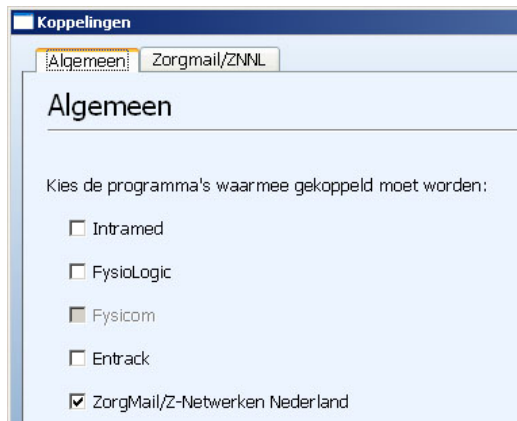 Koppelingen
Algemeen Zorgmail/ZNNL
Algemeen
Kies de programma's waarmee gekoppeld moet worden:
Intramed
FysioLogic
Fysicom
Entrack
ZorgMail/Z-Netwerken Nederland